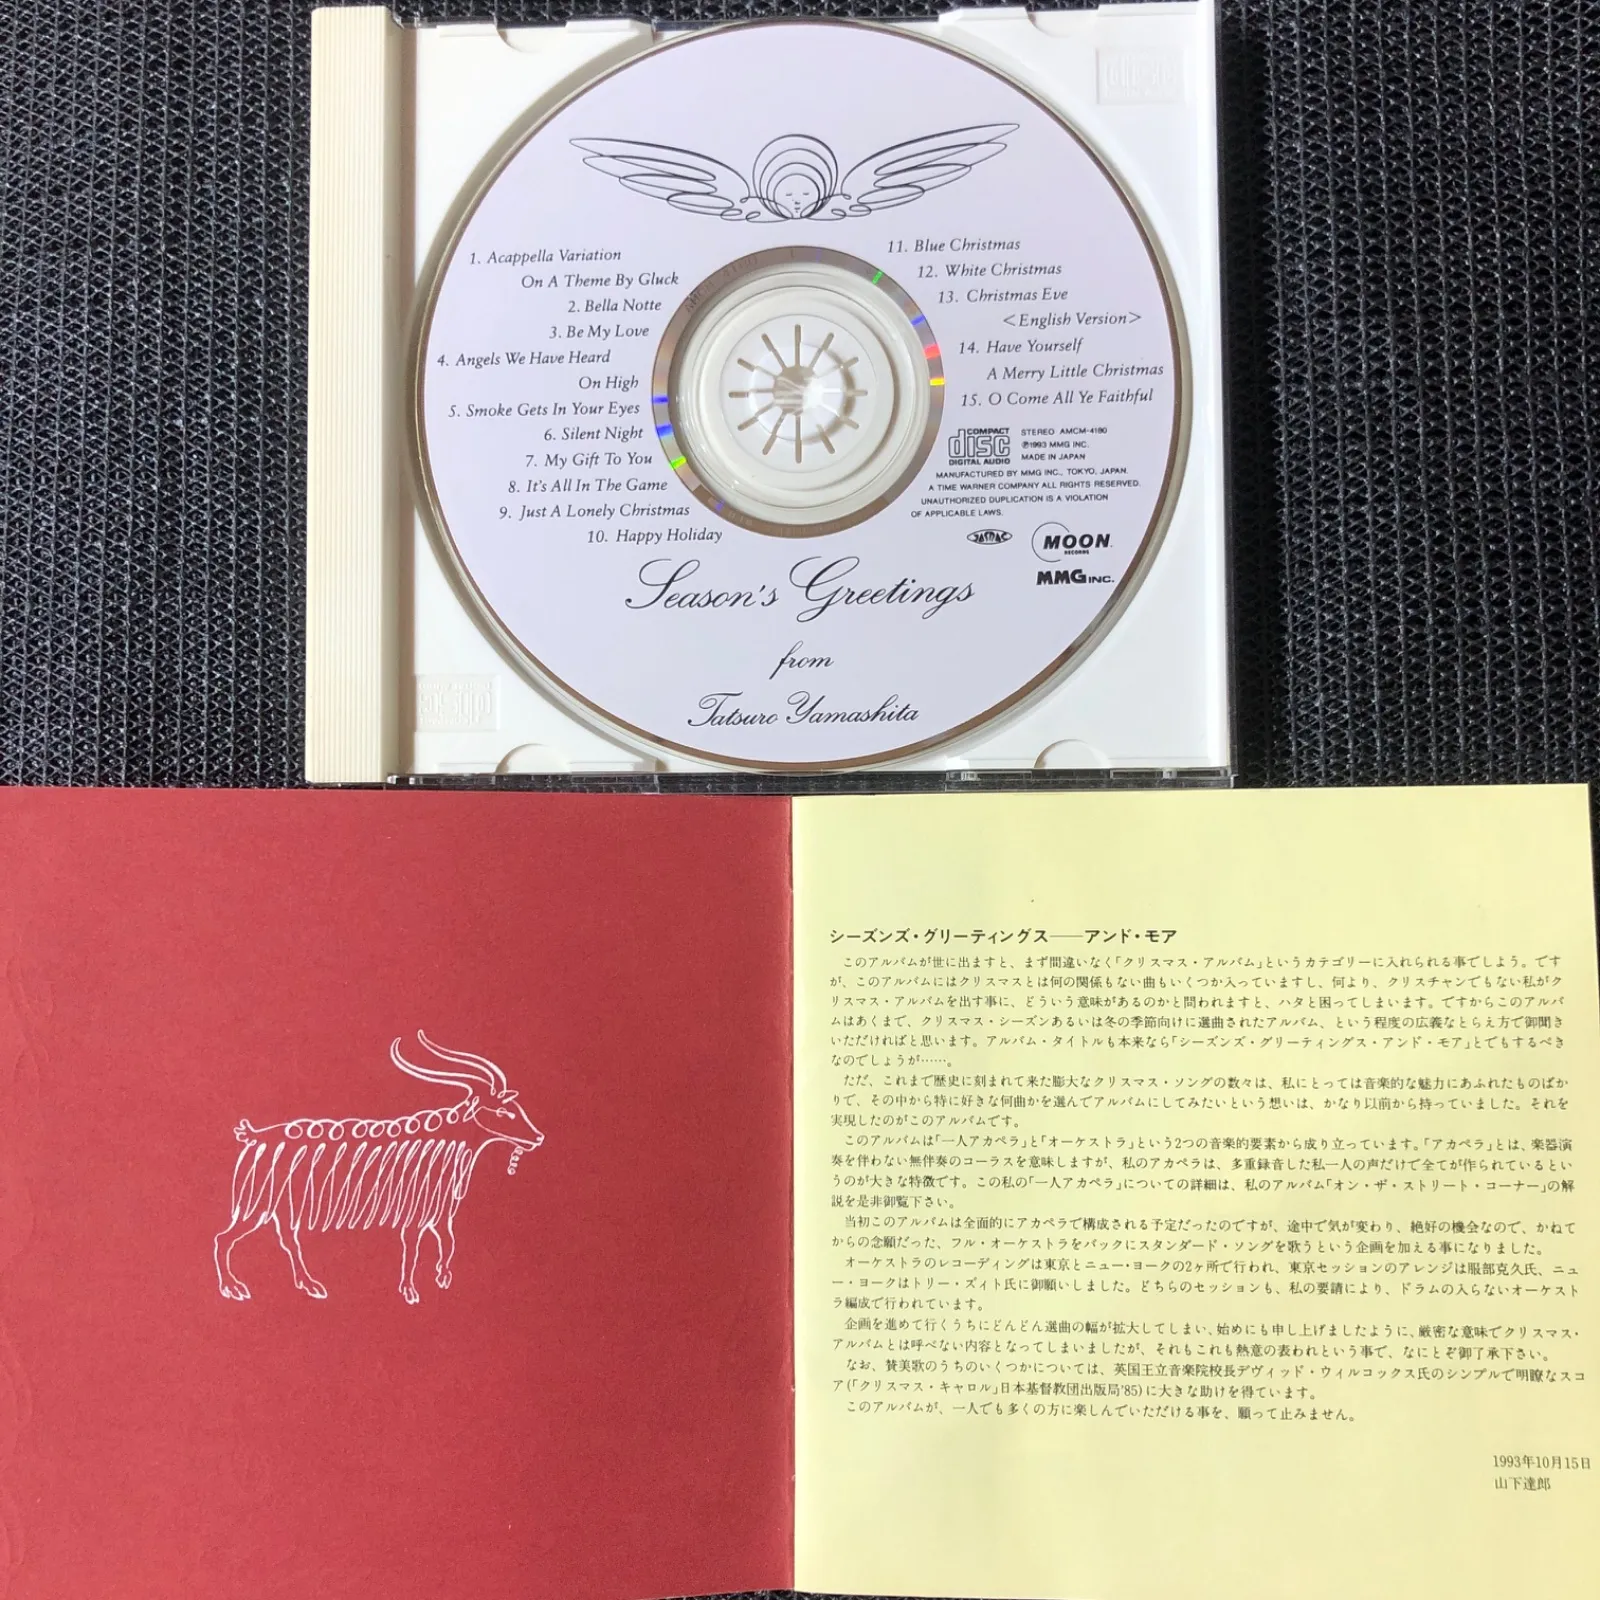 1. Acappella Variation
On A Theme By Gluck
2. Bella Notte
3. Be My Love
4. Angels We Have Heard
On High
5. Smoke Gets In Your Eyes
6. Silent Night
7. My Gift To You
8. It's All In The Game
9. Just A Lonely Christmas
10. Happy Holiday
11. Blue Christmas
12. White Christmas
13. Christmas Eve
<English Version>
14. Have Yourself
A Merry Little Christmas
15. O Come All Ye Faithful
COMPACT disc DIGITAL AUDIO
STEREO AMCM-4180
℗1993 MMG INC.
MADE IN JAPAN
MANUFACTURED BY MMG INC., TOKYO, JAPAN.
A TIME WARNER COMPANY ALL RIGHTS RESERVED.
UNAUTHORIZED DUPLICATION IS A VIOLATION
OF APPLICABLE LAWS.
JASRAC
MOON RECORDS
MMG INC.
Season's Greetings
from
Tatsuro Yamashita
シーズンズ・グリーティングス──アンド・モア
このアルバムが世に出ますと、まず間違いなく「クリスマス・アルバム」というカテゴリーに入れられる事でしよう。です
が、このアルバムにはクリスマスとは何の関係もない曲もいくつか入っていますし、何より、クリスチャンでもない私がク
リスマス・アルバムを出す事に、どういう意味があるのかと問われますと、ハタと困ってしまいます。ですからこのアルバ
ムはあくまで、クリスマス・シーズンあるいは冬の季節向けに選曲されたアルバム、という程度の広義なとらえ方で御聞き
いただければと思います。アルバム・タイトルも本来なら「シーズンズ・グリーティングス・アンド・モア」とでもするべき
なのでしょうが……。
ただ、これまで歴史に刻まれて来た膨大なクリスマス・ソングの数々は、私にとっては音楽的な魅力にあふれたものばか
りで、その中から特に好きな何曲かを選んでアルバムにしてみたいという想いは、かなり以前から持っていました。それを
実現したのがこのアルバムです。
このアルバムは「一人アカペラ」と「オーケストラ」という2つの音楽的要素から成り立っています。「アカペラ」とは、楽器演
奏を伴わない無伴奏のコーラスを意味しますが、私のアカペラは、多重録音した私一人の声だけで全てが作られているとい
うのが大きな特徴です。この私の「一人アカペラ」についての詳細は、私のアルバム「オン・ザ・ストリート・コーナー」の解
説を是非御覧下さい。
当初このアルバムは全面的にアカペラで構成される予定だったのですが、途中で気が変わり、絶好の機会なので、かねて
からの念願だった、フル・オーケストラをバックにスタンダード・ソングを歌うという企画を加える事になりました。
オーケストラのレコーディングは東京とニュー・ヨークの2ヶ所で行われ、東京セッションのアレンジは服部克久氏、ニュ
ー・ヨークはトリー・ズィト氏に御願いしました。どちらのセッションも、私の要請により、ドラムの入らないオーケスト
ラ編成で行われています。
企画を進めて行くうちにどんどん選曲の幅が拡大してしまい、始めにも申し上げましたように、厳密な意味でクリスマス・
アルバムとは呼べない内容となってしまいましたが、それもこれも熱意の表われという事で、なにとぞ御了承下さい。
なお、賛美歌のうちのいくつかについては、英国王立音楽院校長デヴィッド・ウィルコックス氏のシンプルで明瞭なスコ
ア(「クリスマス・キャロル」日本基督教団出版局'85)に大きな助けを得ています。
このアルバムが、一人でも多くの方に楽しんでいただける事を、願って止みません。
1993年10月15日
山下達郎